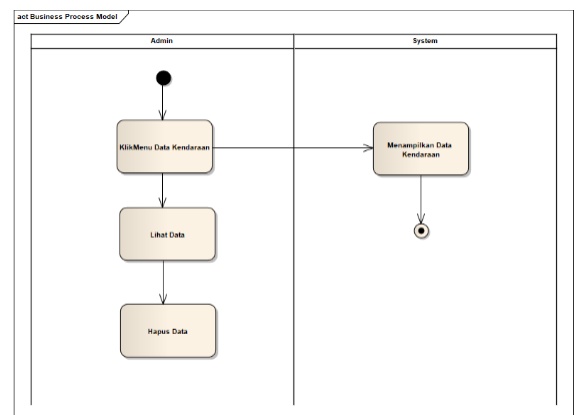 act Business Process Model
Admin
System
KlikMenu Data Kendaraan
Menampilkan Data
Kendaraan
Lihat Data
Hapus Data